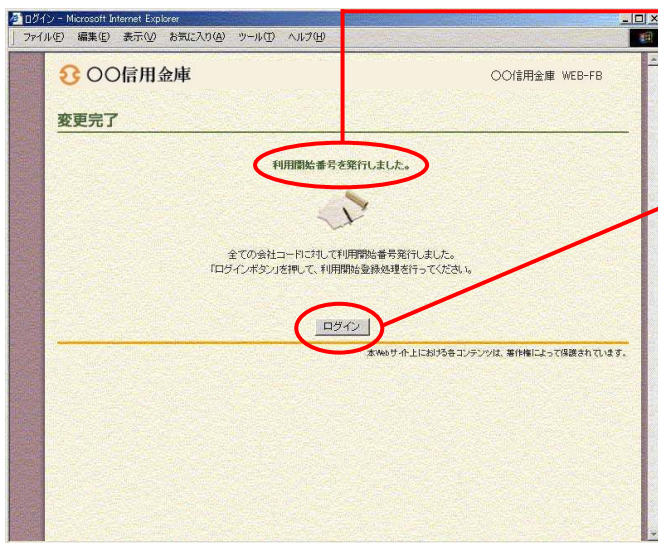 ログイン - Microsoft Internet Explorer
ファイル(F) 編集(E) 表示(V) お気に入り(A) ツール(T) ヘルプ(H)
〇〇信用金庫
〇〇信用金庫 WEB-FB
変更完了
利用開始番号を発行しました。
全ての会社コードに対して利用開始番号発行しました。
「ログインボタン」を押して、利用開始登録処理を行ってください。
ログイン
本Webサイト上における各コンテンツは、著作権によって保護されています。